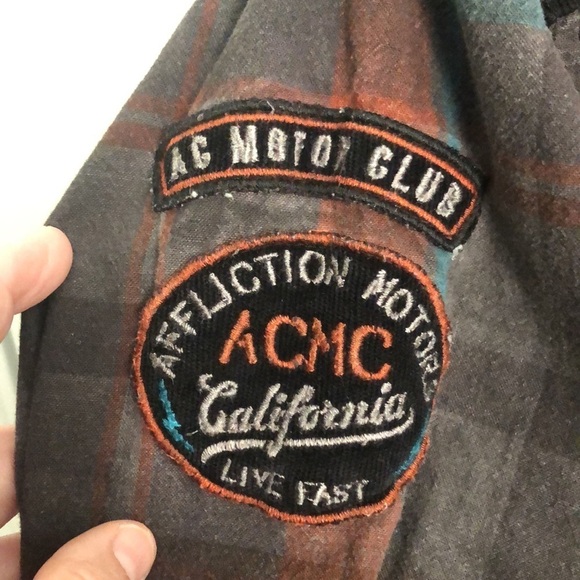 AC MOTOR CLUB
AFFLICTION MOTORS
ACMC
California
LIVE FAST